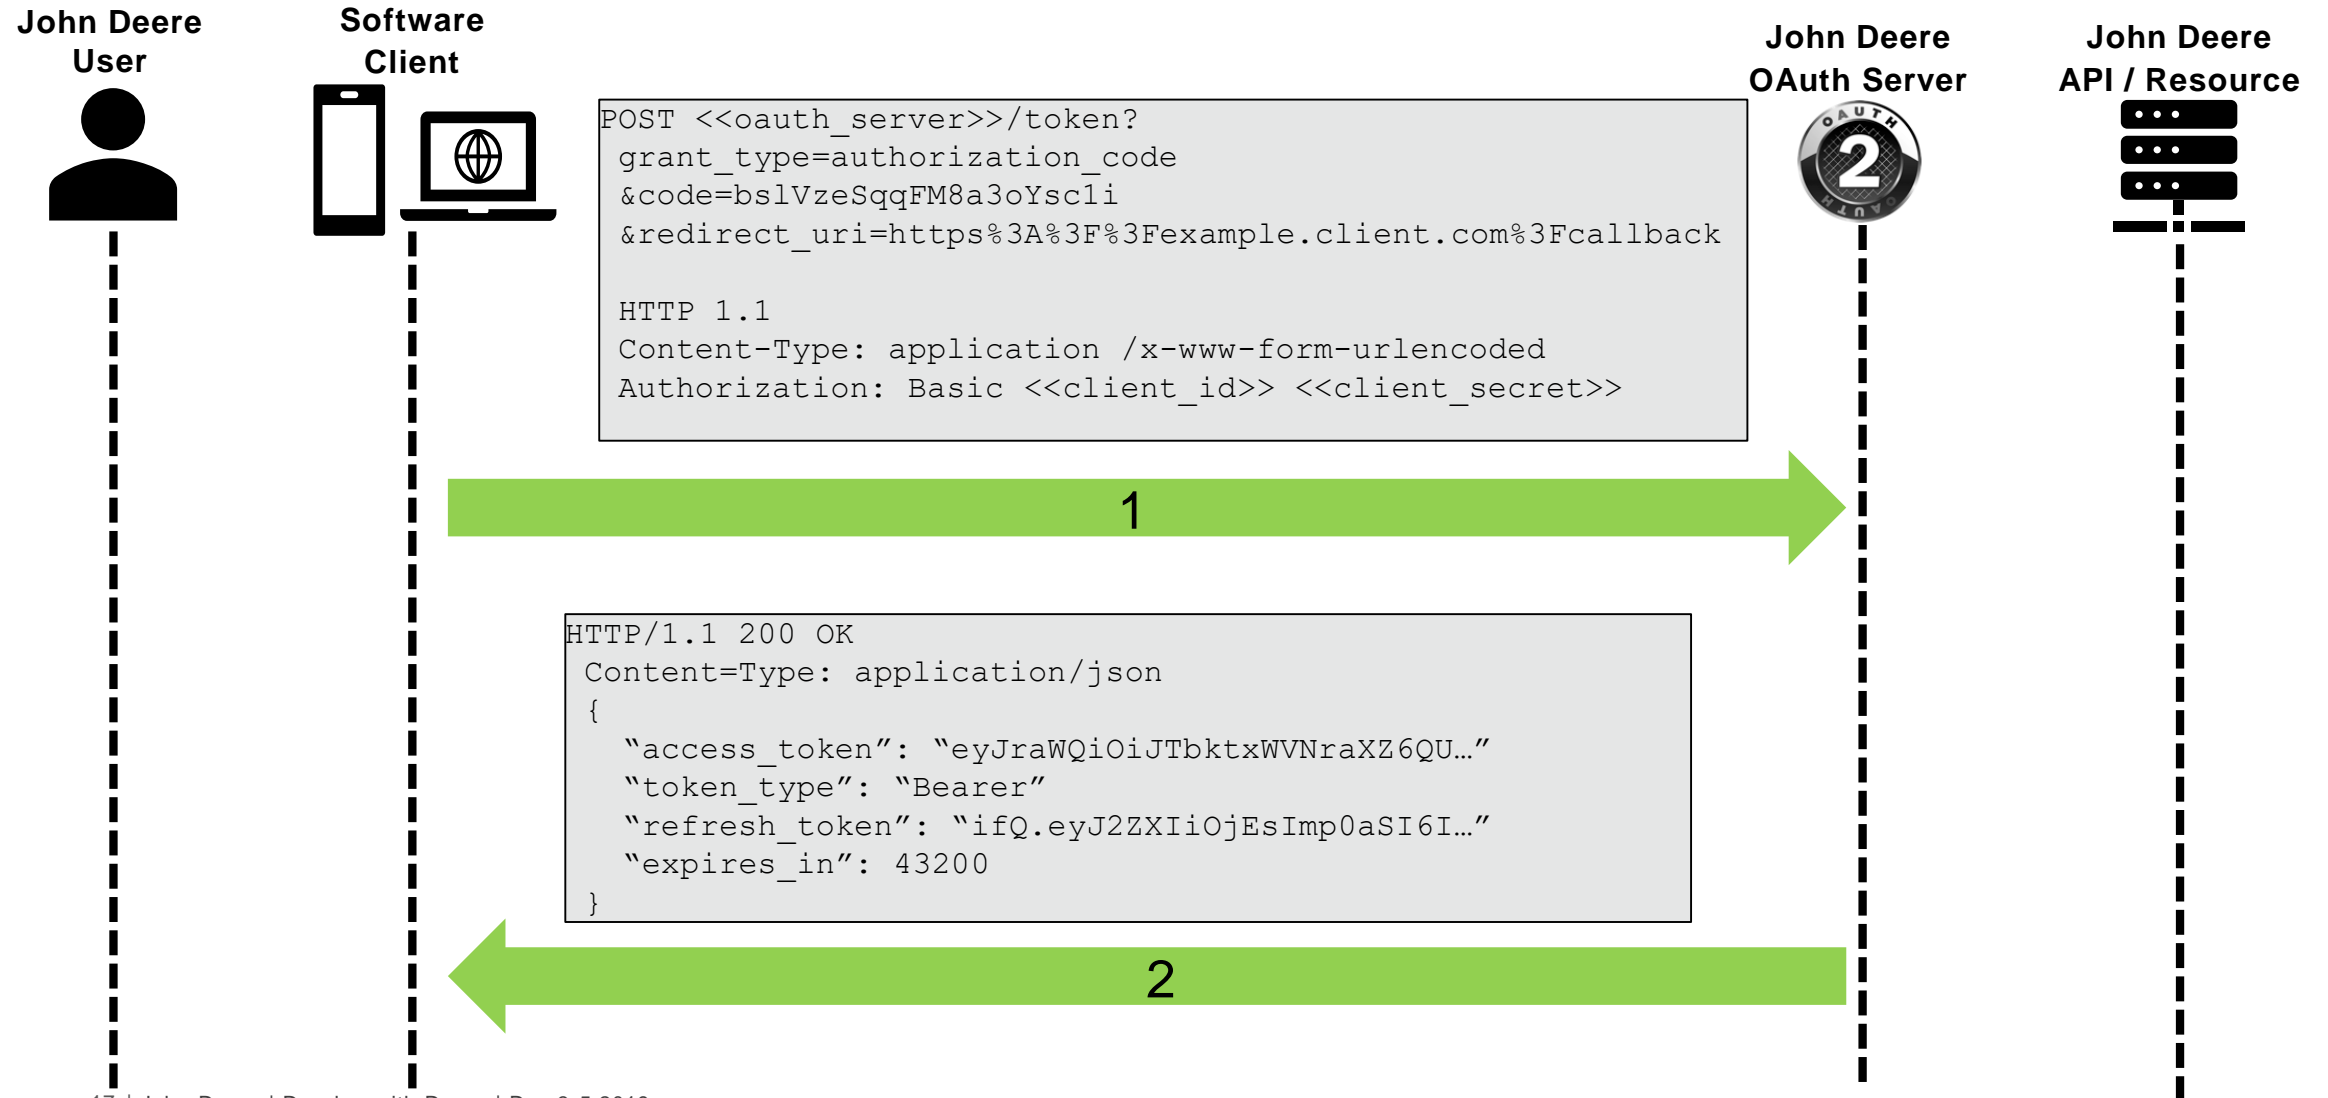 John Deere
User
Software
Client
John Deere
OAuth Server
John Deere
API / Resource
OAUTH
2
OAUTH
POST <<oauth_server>>/token?
grant_type=authorization_code
&code=bslVzeSqqFM8a3oYsc1i
&redirect_uri=https%3A%3F%3Fexample.client.com%3Fcallback
HTTP 1.1
Content-Type: application /x-www-form-urlencoded
Authorization: Basic <<client_id>> <<client_secret>>
1
HTTP/1.1 200 OK
Content=Type: application/json
{
“access_token”: “eyJraWQiOiJTbktxWVNraXZ6QU…”
“token_type”: “Bearer”
“refresh_token”: “ifQ.eyJ2ZXIiOjEsImp0aSI6I…”
“expires_in”: 43200
}
2